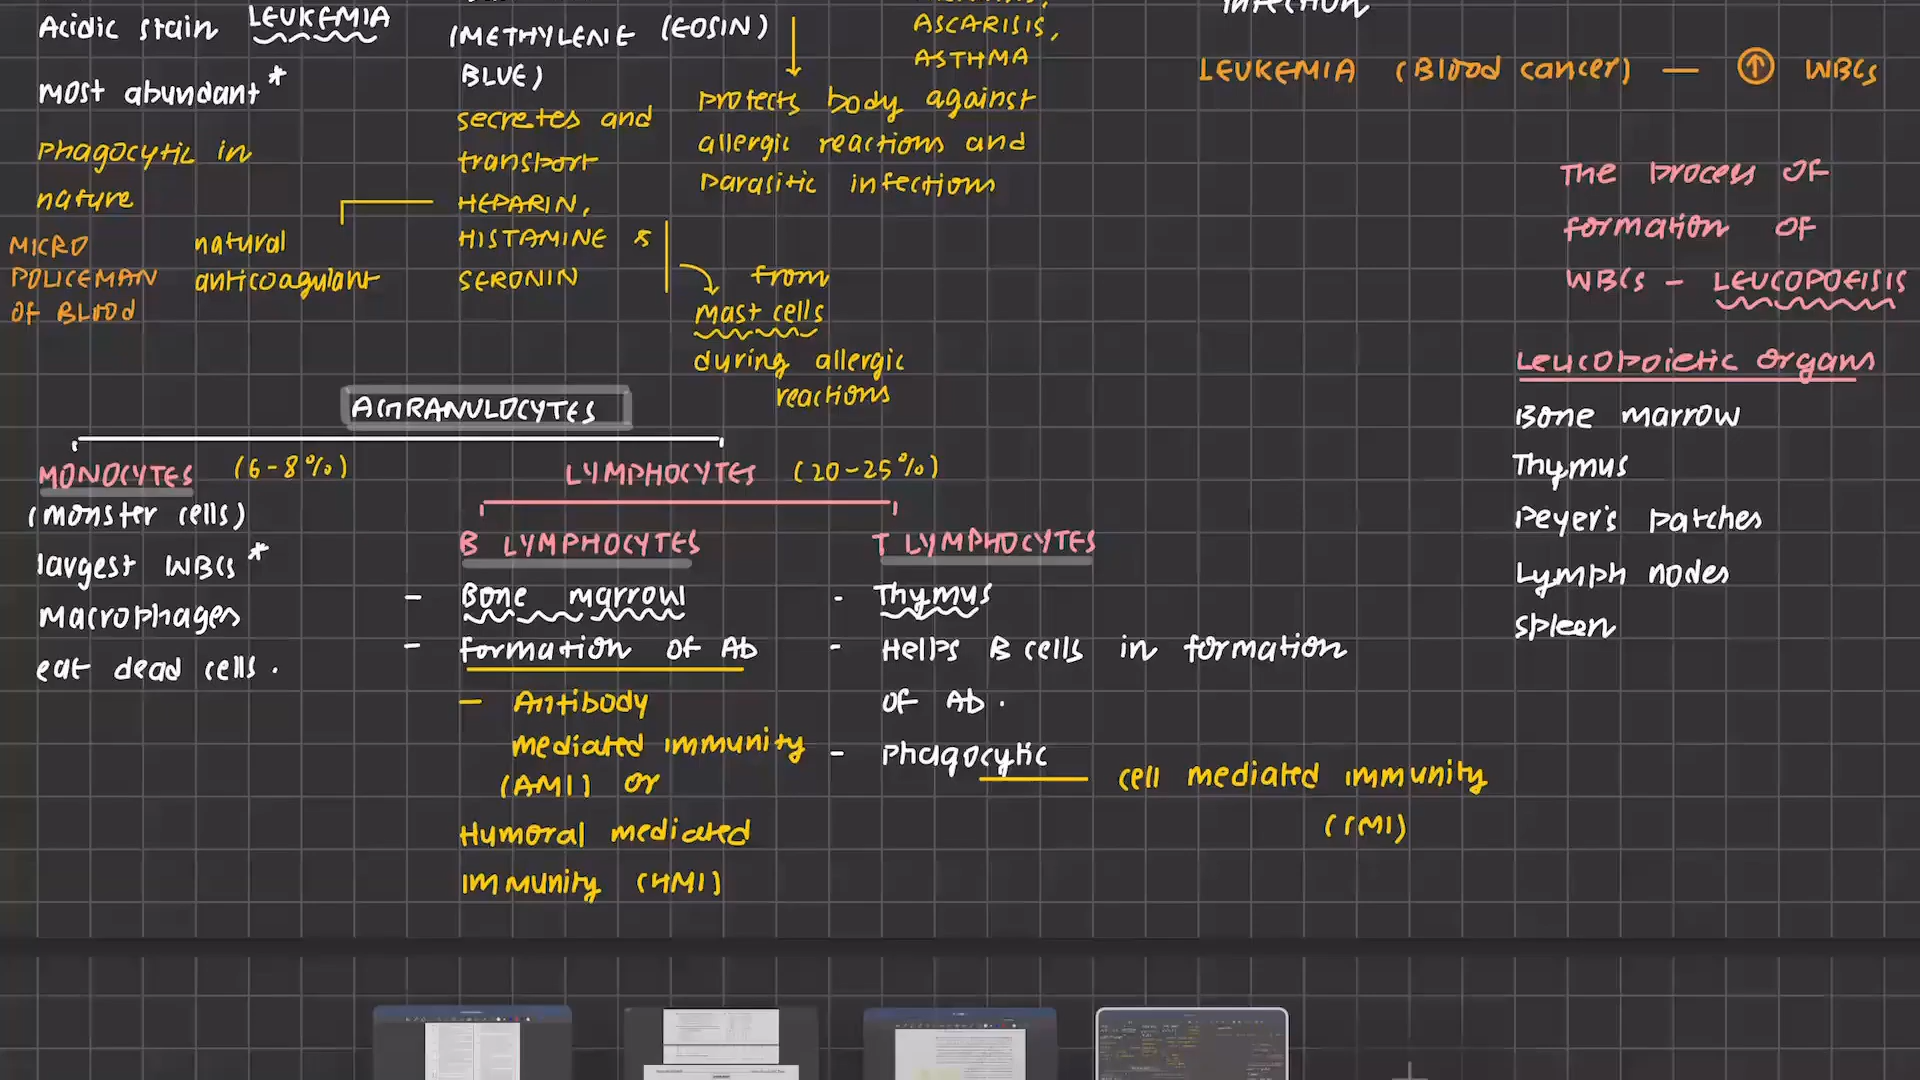 Acidic stain LEUKEMIA
most abundant*
Phagocytic in
nature
MICRO
POLICEMAN
OF Blood
natural
anticoagulant
(METHYLENE (EOSIN)
BLUE)
secretes and
transport
HEPARIN,
HISTAMINE &
SERONIN
ASCARISIS,
ASTHMA
Protects body against
allergic reactions and
Parasitic infections
from
mast cells
during allergic
reactions
infection
LEUKEMIA (Blood cancer) — ↑ WBCs
The process OF
formation OF
WBCs - LEUCOPOEISIS
Leucopoietic organs
Bone marrow
Thymus
Peyer's patches
Lymph nodes
spleen
AGRANULOCYTES
MONOCYTES (6-8%)
(monster cells)
largest WBCs*
Macrophages
eat dead cells.
LYMPHOCYTES (20-25%)
B LYMPHOCYTES
- Bone marrow
- formation OF Ab
- Antibody
mediated immunity
(AMI) or
Humoral mediated
immunity (HMI)
T LYMPHOCYTES
- Thymus
- Helps B cells in formation
OF Ab.
- Phagocytic
cell mediated immunity
(CMI)